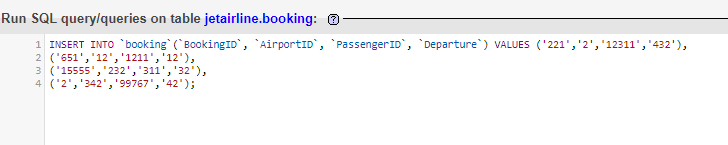 Run SQL query/queries on table jetairline.booking:
1 INSERT INTO `booking`(`BookingID`, `AirportID`, `PassengerID`, `Departure`) VALUES ('221','2','12311','432'),
2 ('651','12','1211','12'),
3 ('15555','232','311','32'),
4 ('2','342','99767','42');